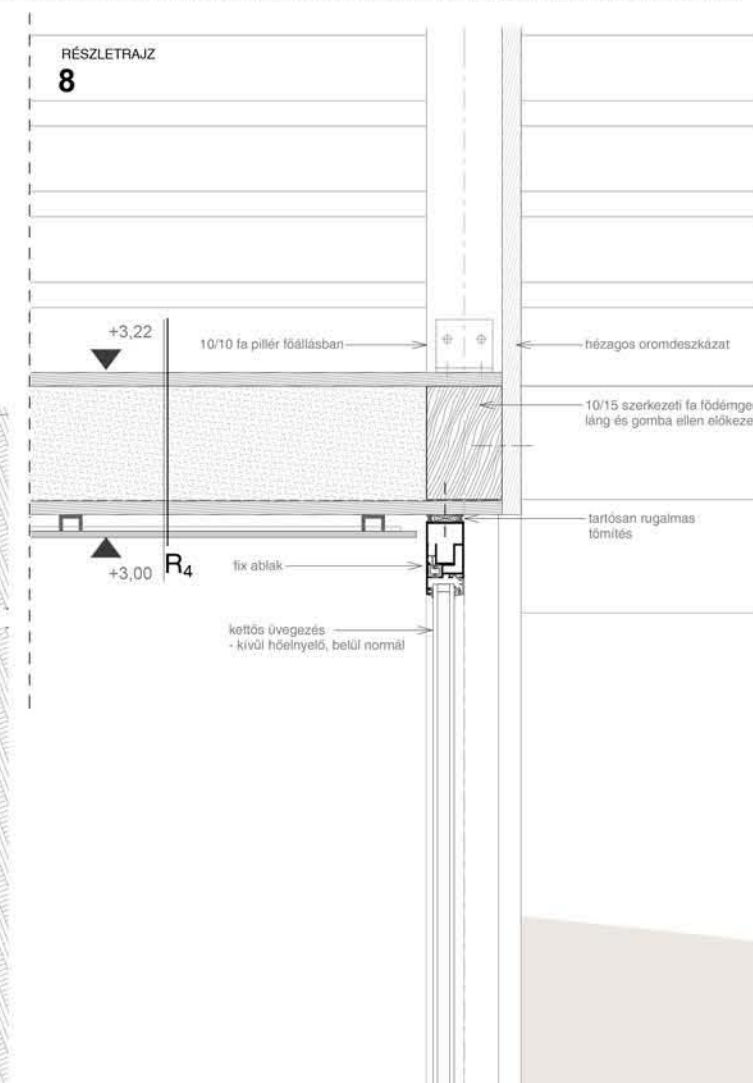 RÉSZLETRAJZ
8
+3,22
10/10 fa pillér főállásban
hézagos oromdeszkázat
10/15 szerkezeti fa födémge
láng és gomba ellen előkeze
tartósan rugalmas
tömítés
+3,00
R4
fix ablak
kettős üvegezés
- kívül hőelnyelő, belül normál